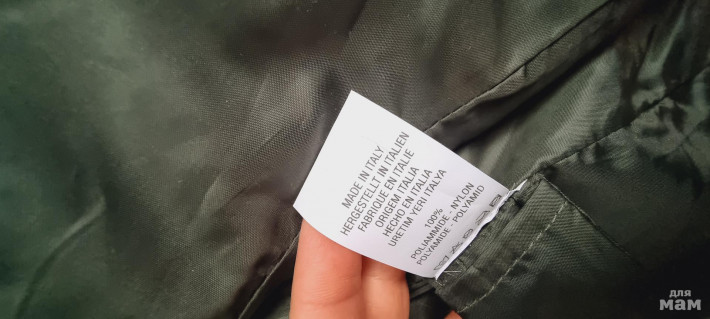 MADE IN ITALY
HERGESTELLT IN ITALIEN
FABRIQUE EN ITALIE
ORIGEM ITALIA
HECHO EN ITALIA
URETIM YERI ITALYA
100%
POLIAMMIDE - NYLON
POLYAMIDE - POLYAMID
для
мам